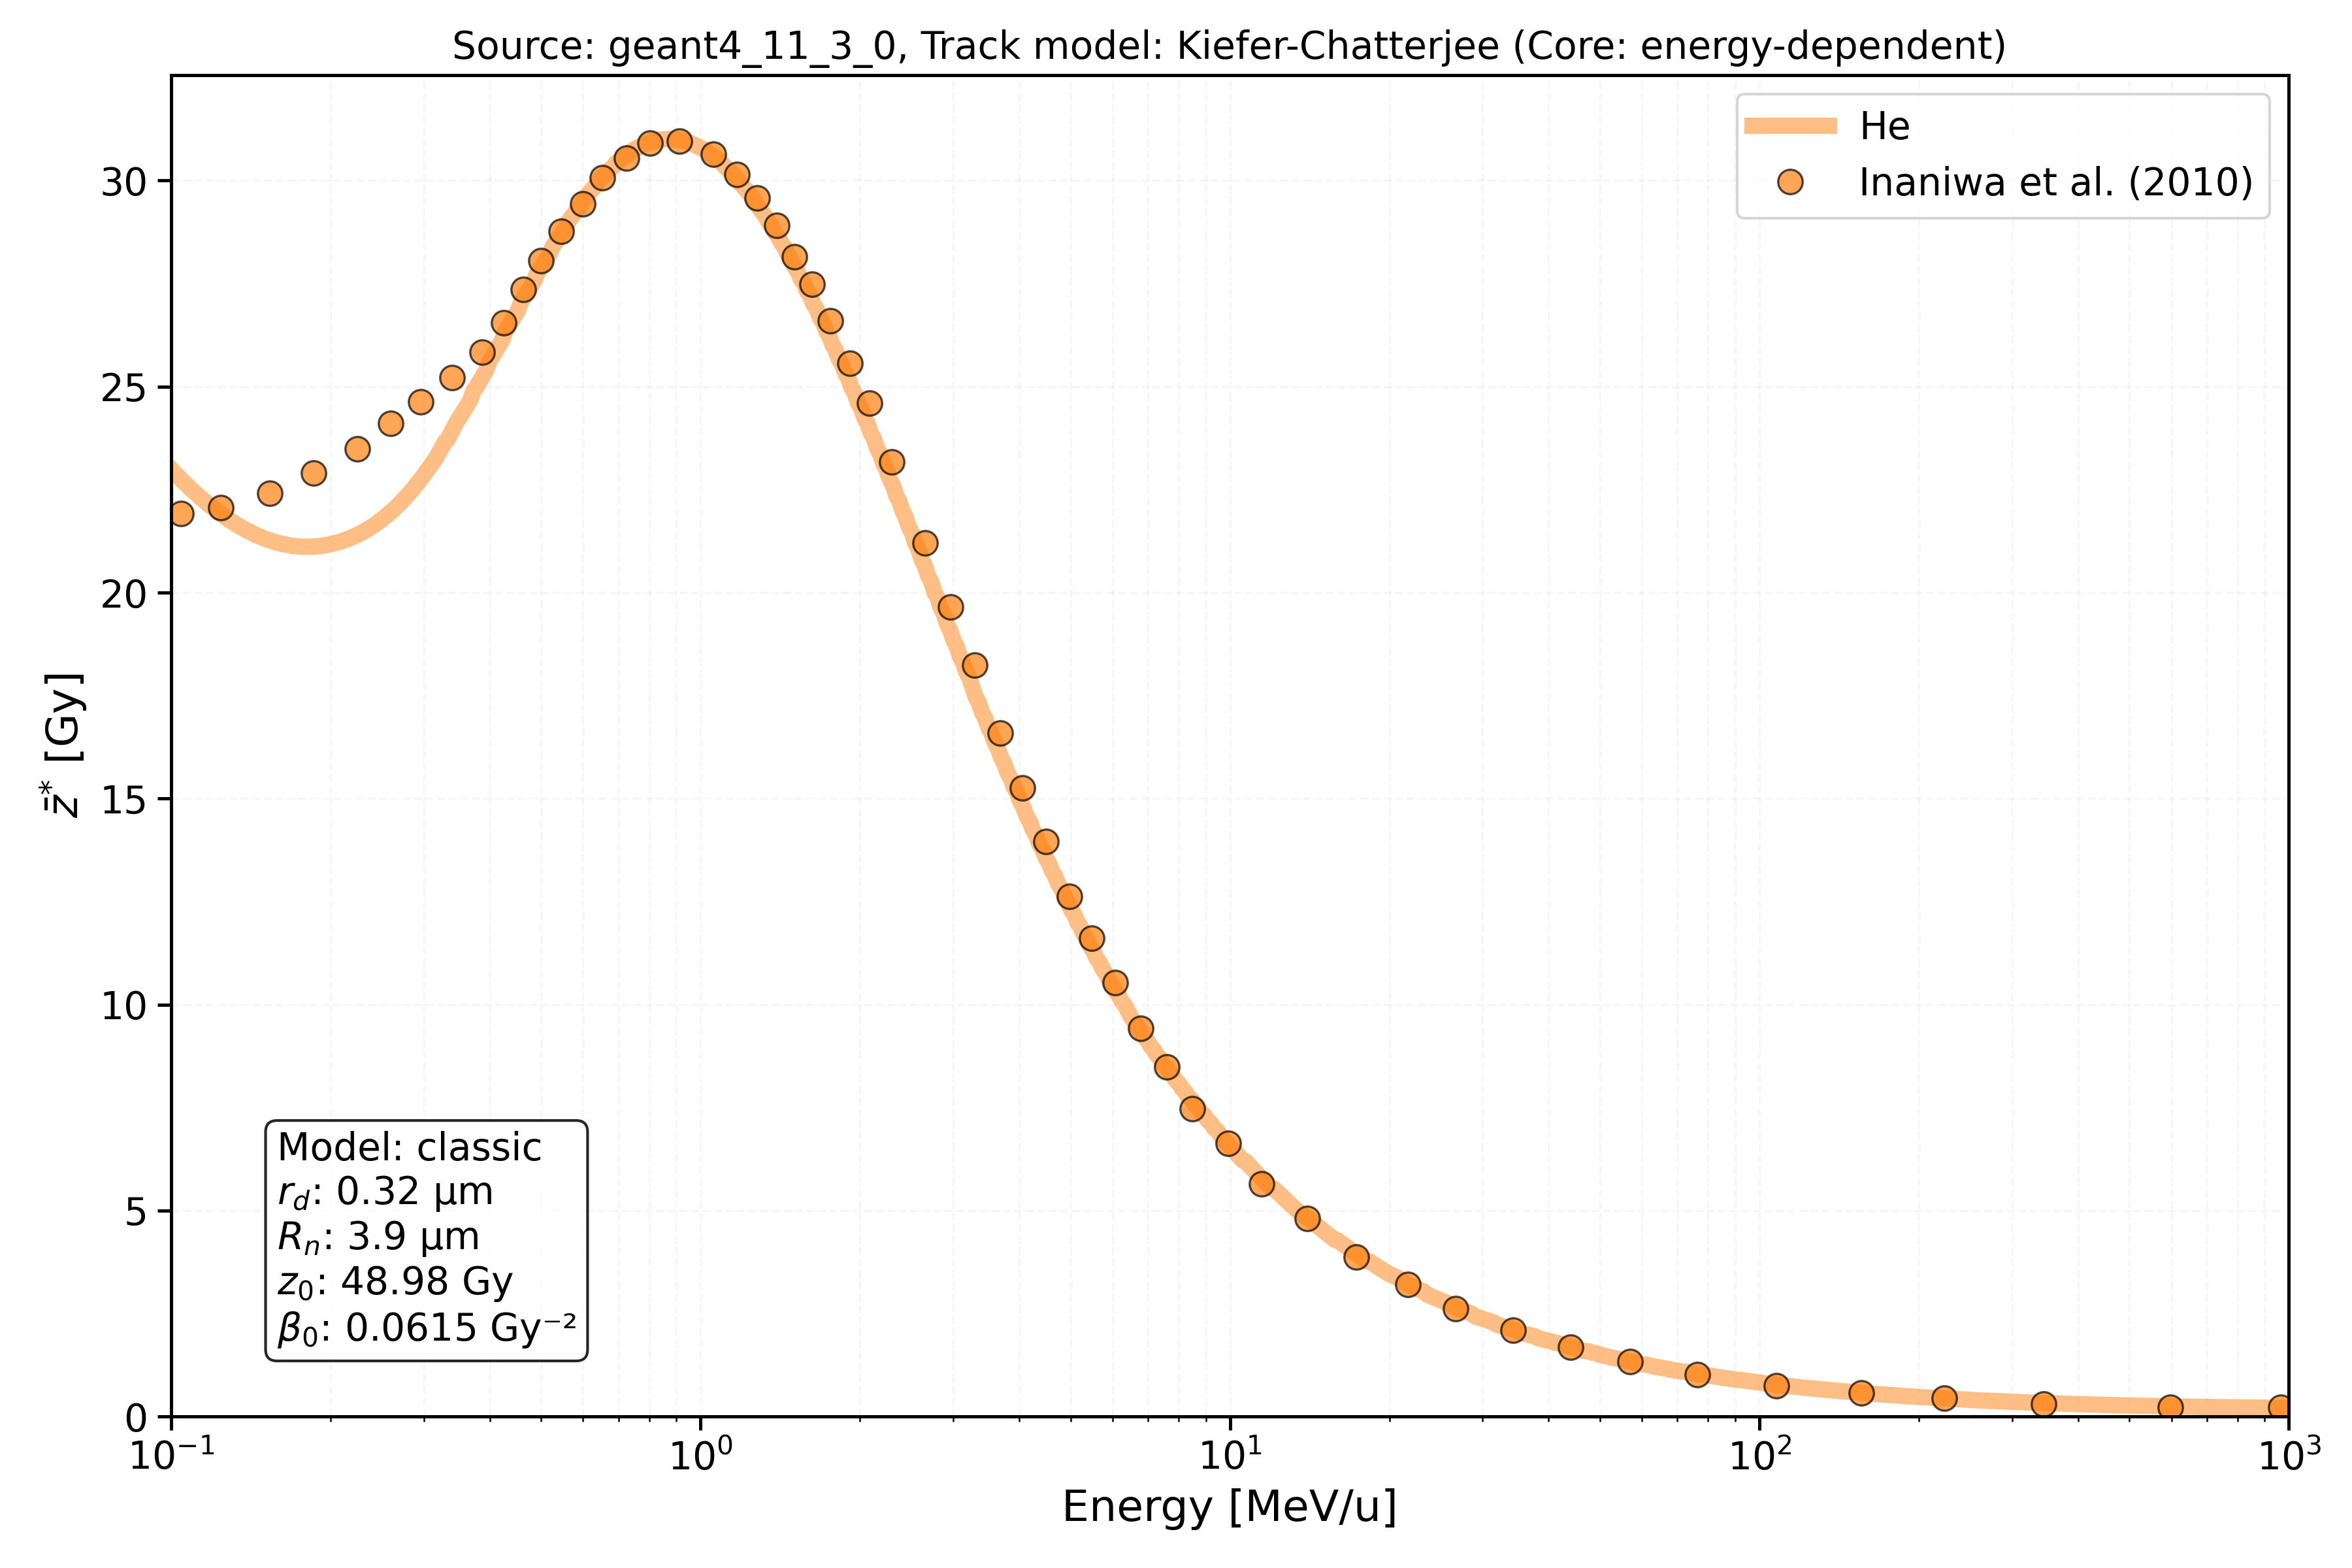 Source: geant4_11_3_0, Track model: Kiefer-Chatterjee (Core: energy-dependent)
He
Inaniwa et al. (2010)
30
25
20
15
10
5
0
z̄* [Gy]
Model: classic
r_d: 0.32 μm
R_n: 3.9 μm
z₀: 48.98 Gy
β₀: 0.0615 Gy⁻²
10⁻¹ 10⁰ 10¹ 10² 10³
Energy [MeV/u]